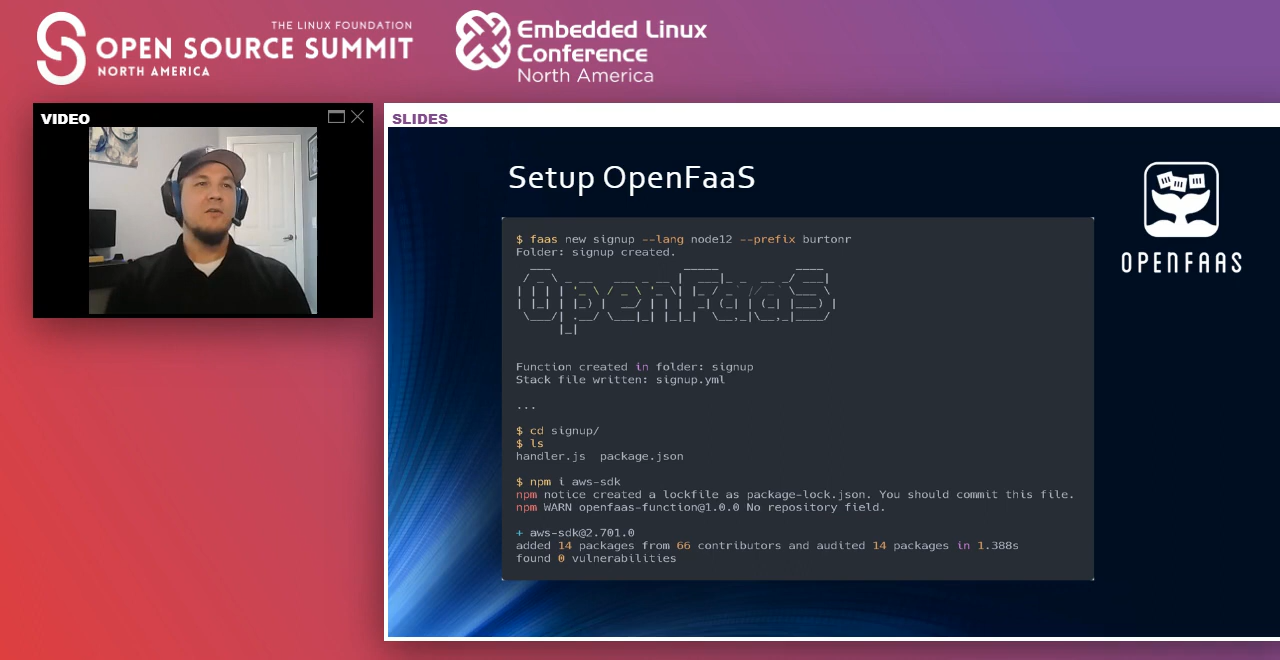 THE LINUX FOUNDATION
OPEN SOURCE SUMMIT
NORTH AMERICA
Embedded Linux
Conference
North America
VIDEO
SLIDES
Setup OpenFaaS
OPENFAAS
$ faas new signup --lang node12 --prefix burtonr
Folder: signup created.
OpenFaaS
Function created in folder: signup
Stack file written: signup.yml
...
$ cd signup/
$ ls
handler.js  package.json
$ npm i aws-sdk
npm notice created a lockfile as package-lock.json. You should commit this file.
npm WARN openfaas-function@1.0.0 No repository field.
+ aws-sdk@2.701.0
added 14 packages from 66 contributors and audited 14 packages in 1.388s
found 0 vulnerabilities